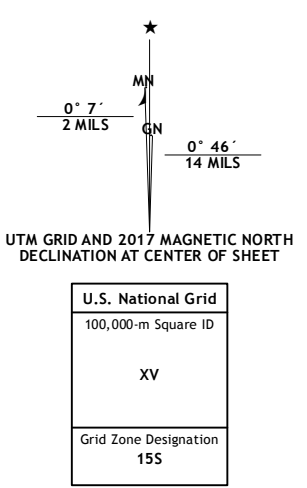 ★
MN
0° 7´
2 MILS
GN
0° 46´
14 MILS
UTM GRID AND 2017 MAGNETIC NORTH
DECLINATION AT CENTER OF SHEET
U.S. National Grid
100,000-m Square ID
XV
Grid Zone Designation
15S